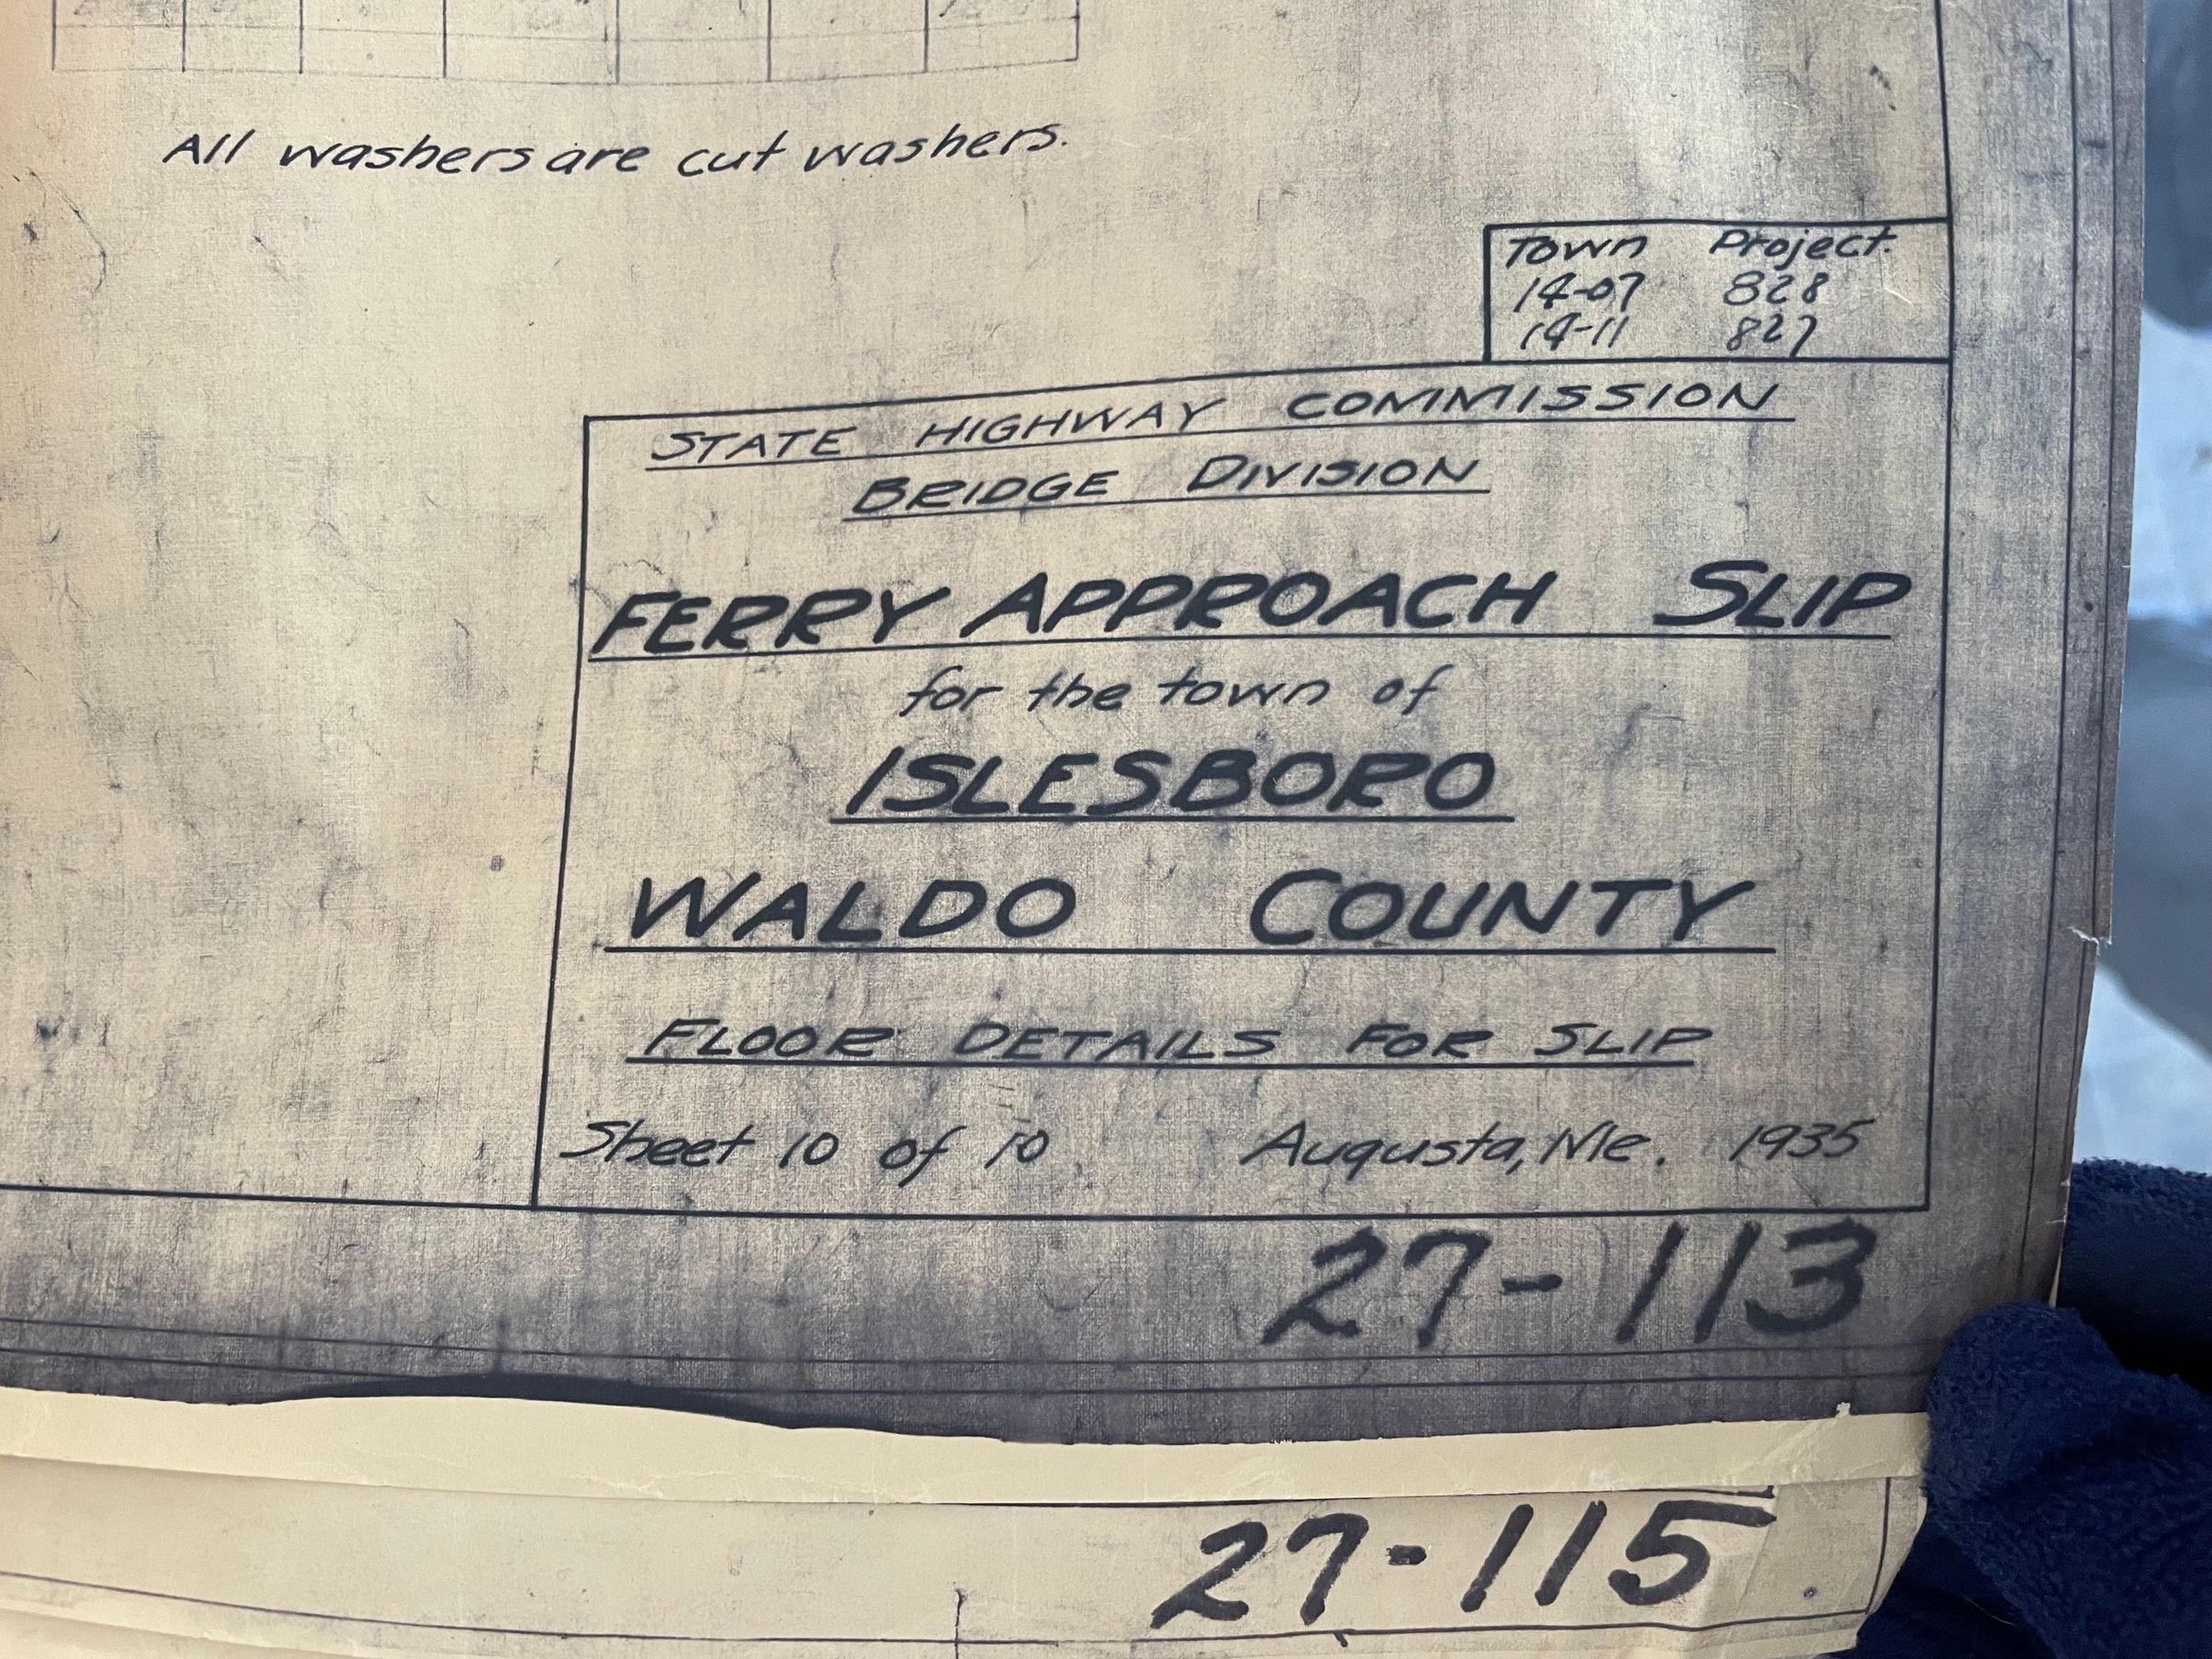 All washers are cut washers.
Town Project.
14-07 828
14-11 827
STATE HIGHWAY COMMISSION
BRIDGE DIVISION
FERRY APPROACH SLIP
for the town of
ISLESBORO
WALDO COUNTY
FLOOR DETAILS FOR SLIP
Sheet 10 of 10 Augusta, Me. 1935
27-113
27-115